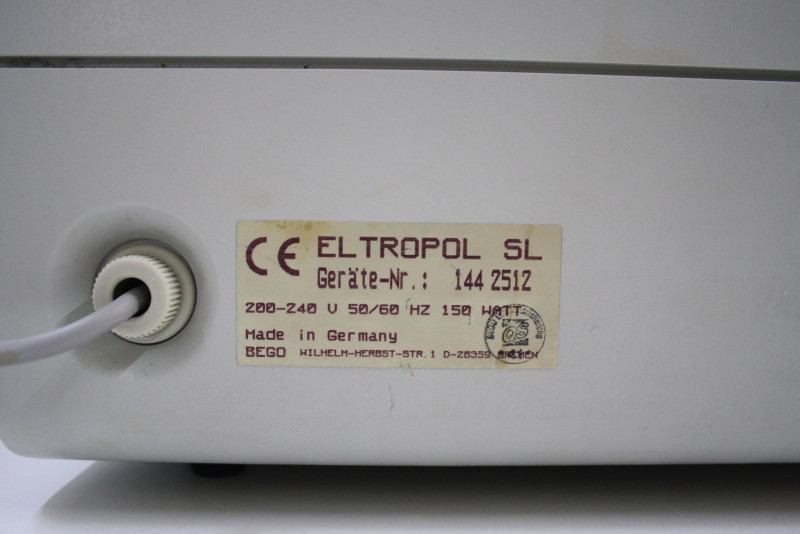 CE ELTROPOL SL
Geräte-Nr.: 144 2512
200-240 V 50/60 HZ 150 WATT
Made in Germany
BEGO WILHELM-HERBST-STR. 1 D-28359 BREMEN